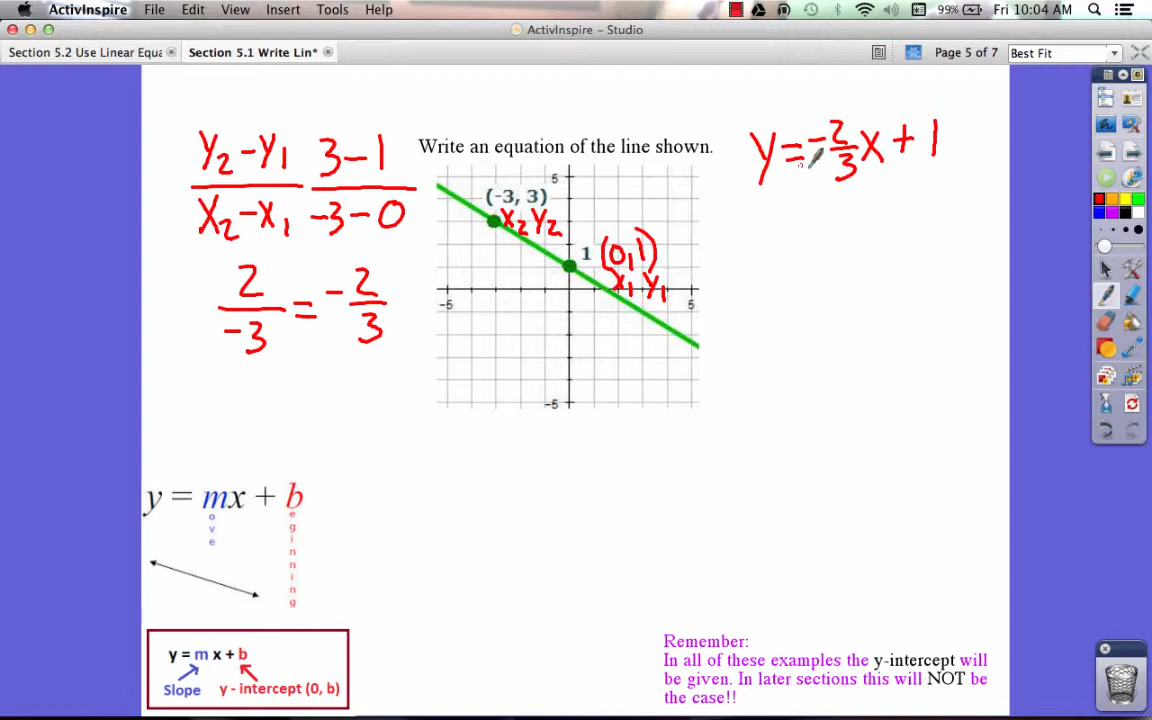 ActivInspire File Edit View Insert Tools Help 99% Fri 10:04 AM
ActivInspire – Studio
Section 5.2 Use Linear Equa Section 5.1 Write Lin* Page 5 of 7 Best Fit
Write an equation of the line shown.
y₂−y₁ 3−1
x₂−x₁ −3−0
2 = −2
−3 3
5
(-3, 3)
x₂ y₂
1 (0,1)
x₁ y₁
−5 5
−5
y = −2/3x + 1
y = mx + b
ove
eginning
y = m x + b
Slope y - intercept (0, b)
Remember:
In all of these examples the y-intercept will
be given. In later sections this will NOT be
the case!!